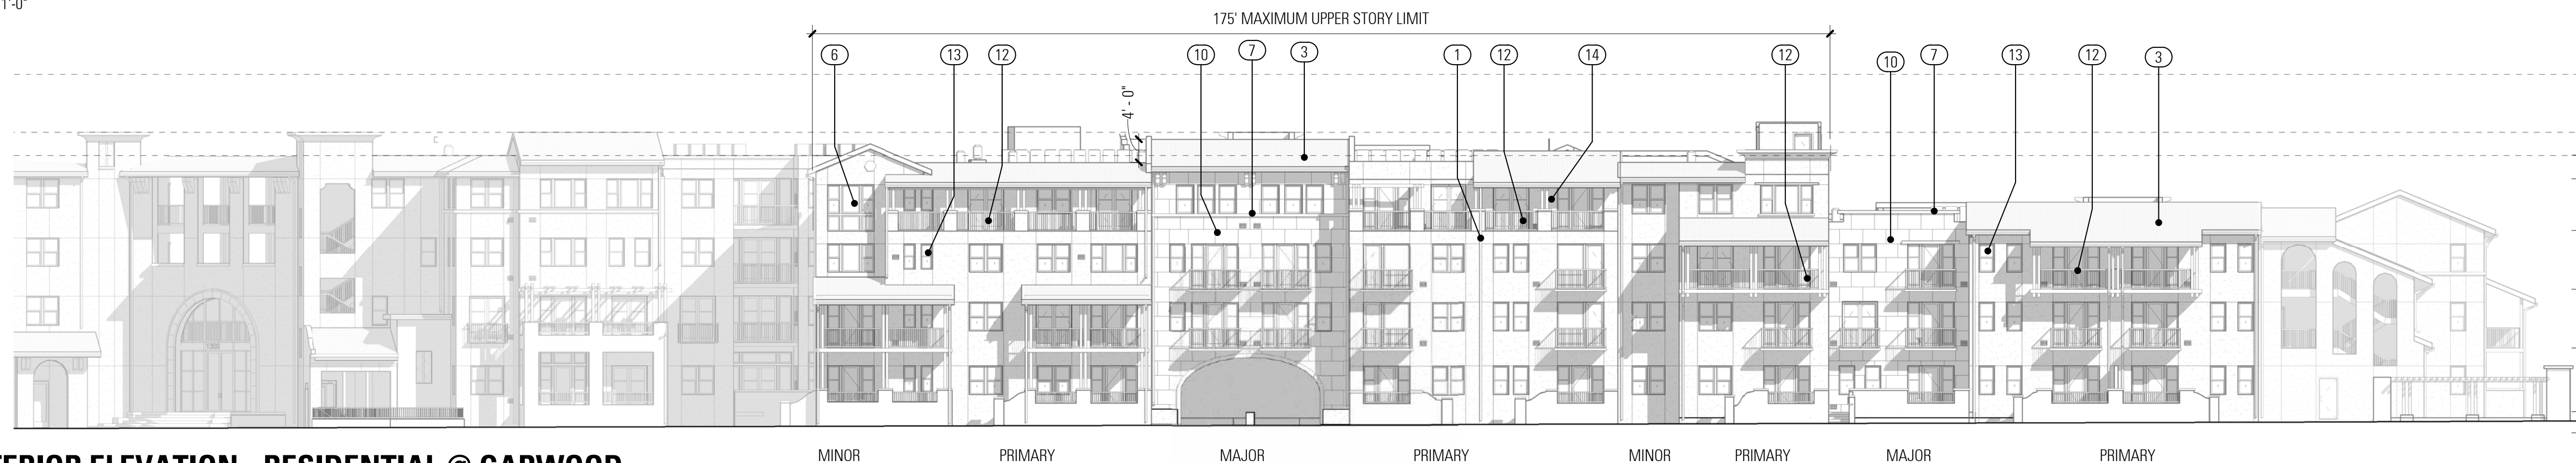 1'-0"
175' MAXIMUM UPPER STORY LIMIT
6 13 12 10 7 3 1 12 14 12 10 7 13 12 3
4' - 0"
MINOR PRIMARY MAJOR PRIMARY MINOR PRIMARY MAJOR PRIMARY